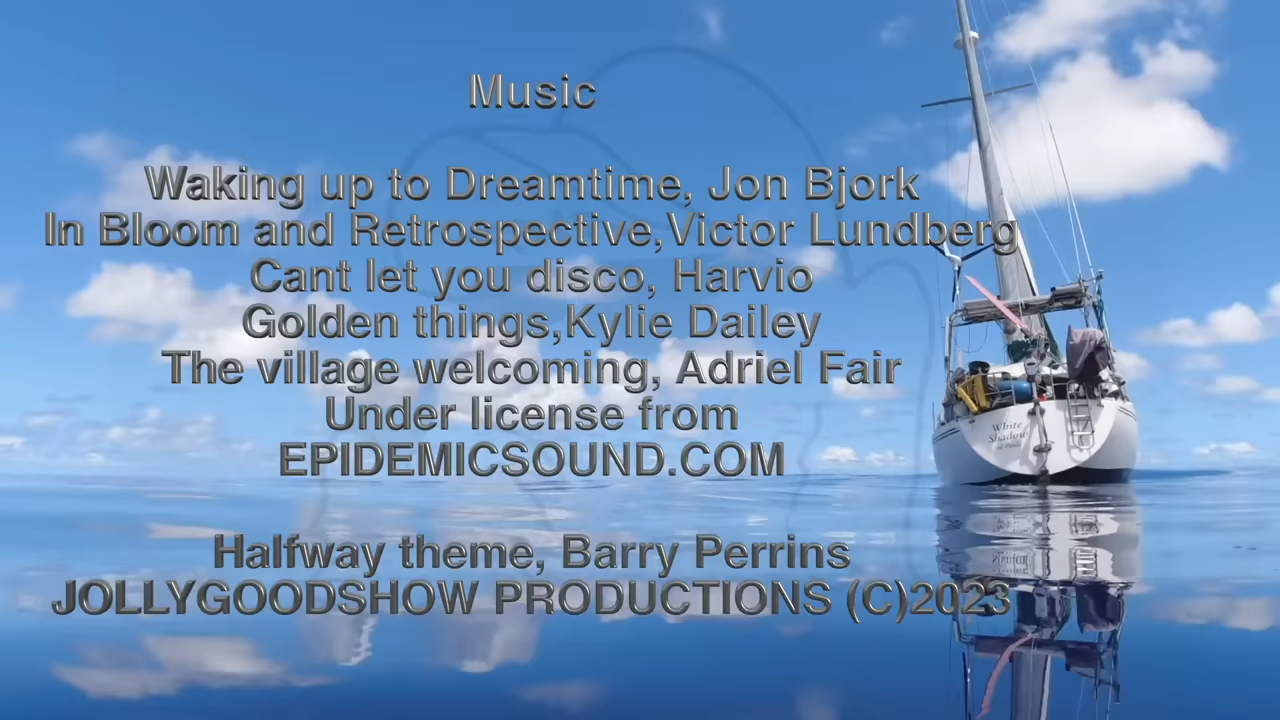 Music
Waking up to Dreamtime, Jon Bjork
In Bloom and Retrospective,Victor Lundberg
Cant let you disco, Harvio
Golden things,Kylie Dailey
The village welcoming, Adriel Fair
Under license from
EPIDEMICSOUND.COM
Halfway theme, Barry Perrins
JOLLYGOODSHOW PRODUCTIONS (C)2023
White
Shadow